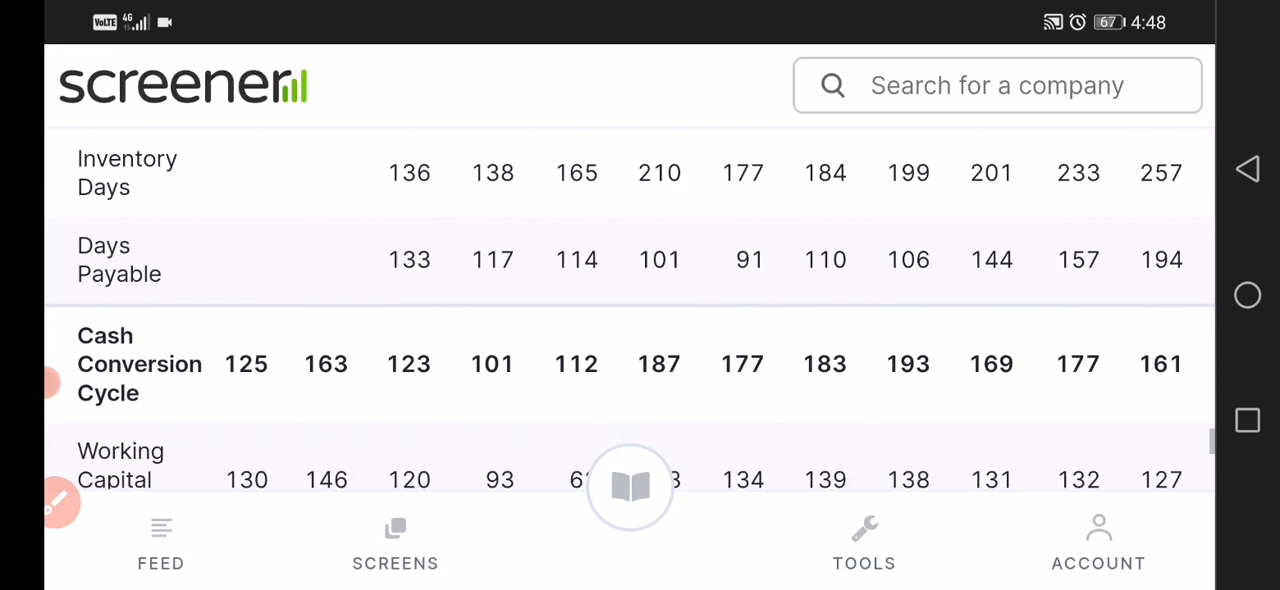 VoLTE 4G 67 4:48
screener Search for a company
Inventory Days 136 138 165 210 177 184 199 201 233 257
Days Payable 133 117 114 101 91 110 106 144 157 194
Cash Conversion Cycle 125 163 123 101 112 187 177 183 193 169 177 161
Working Capital 130 146 120 93 134 139 138 131 132 127
FEED SCREENS TOOLS ACCOUNT